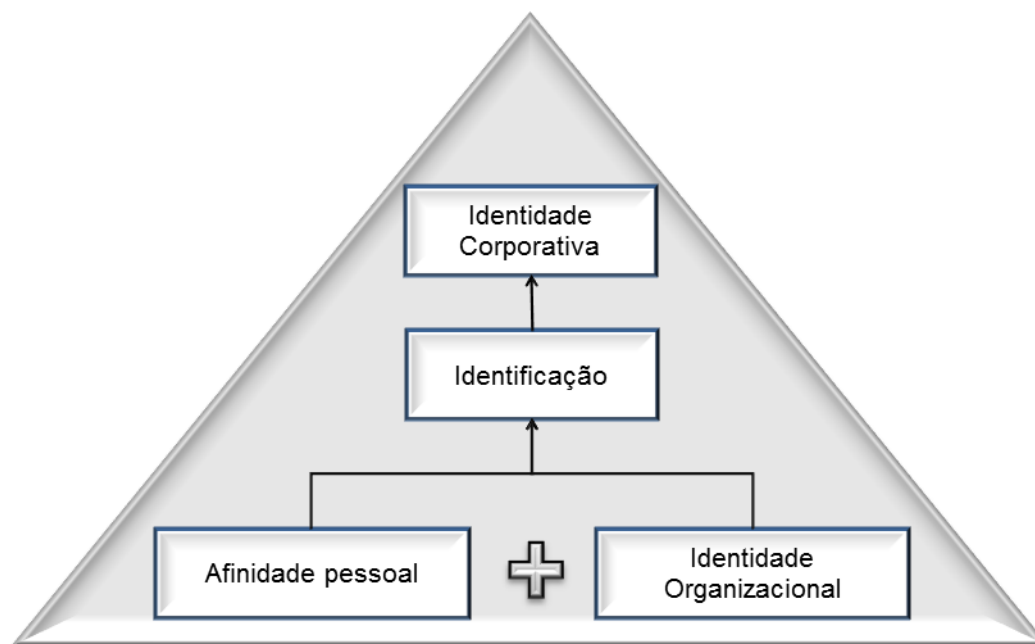 Identidade
Corporativa
Identificação
Afinidade pessoal
Identidade
Organizacional